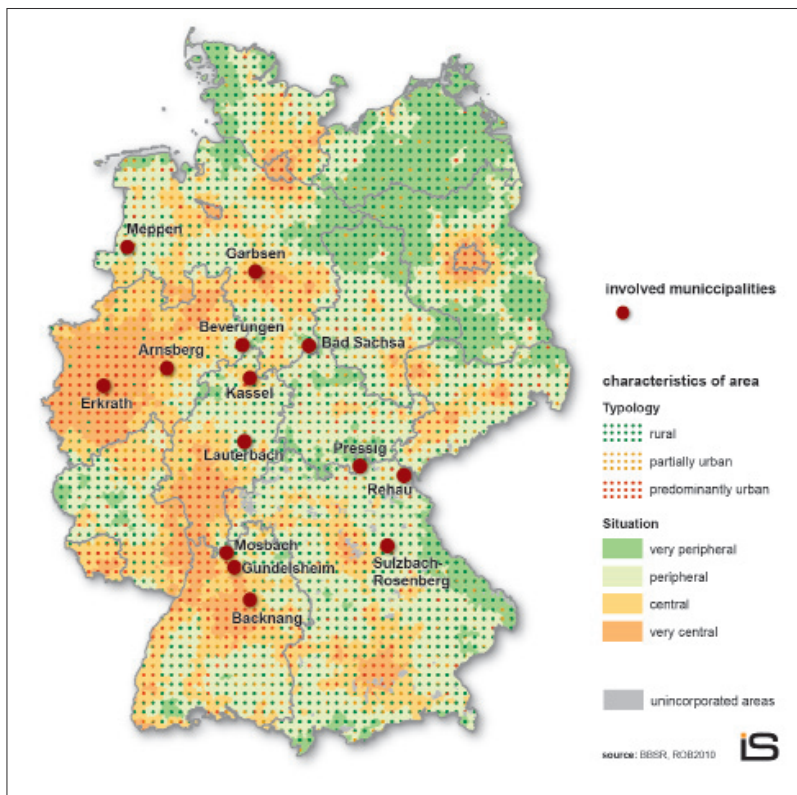 Meppen
Garbsen
Beverungen
Bad Sachsa
Arnsberg
Erkrath
Kassel
Lauterbach
Pressig
Rehau
Mosbach
Gundelsheim
Sulzbach-
Rosenberg
Backnang
involved municcipalities
characteristics of area
Typology
rural
partially urban
predominantly urban
Situation
very peripheral
peripheral
central
very central
unincorporated areas
source: BBSR, ROB2010
is